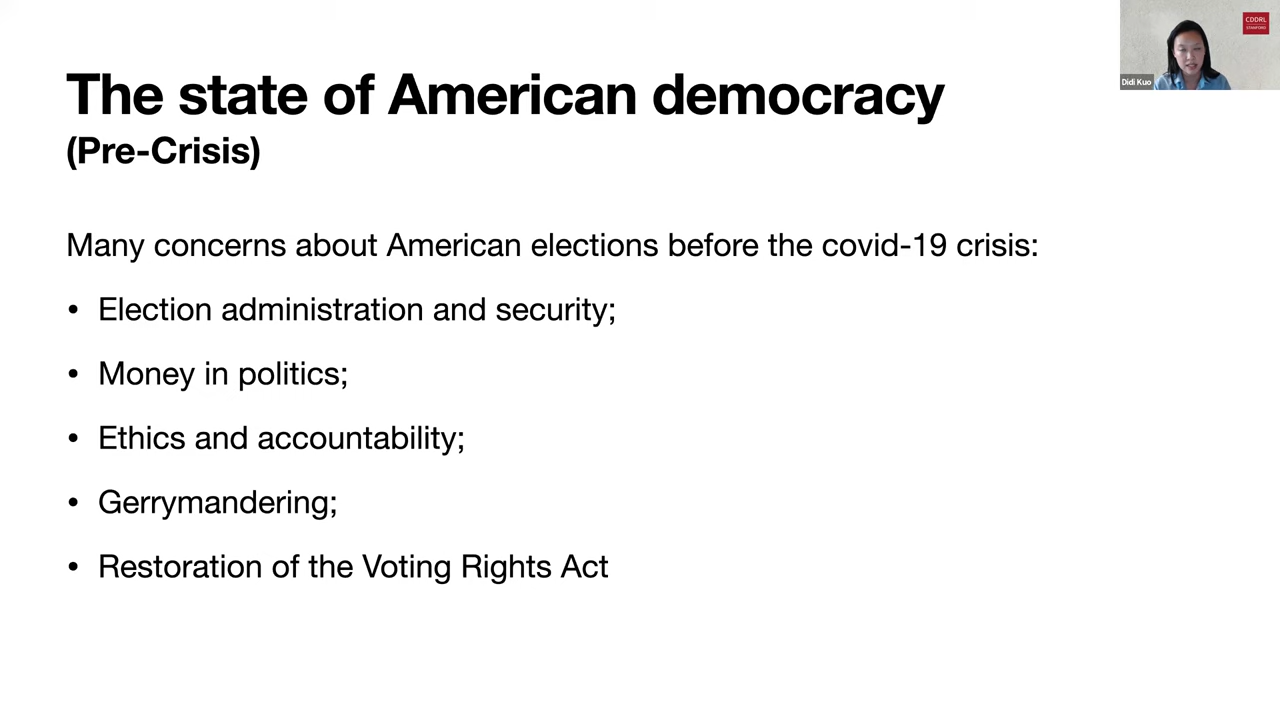 The state of American democracy
(Pre-Crisis)
Many concerns about American elections before the covid-19 crisis:
• Election administration and security;
• Money in politics;
• Ethics and accountability;
• Gerrymandering;
• Restoration of the Voting Rights Act
Didi Kuo
CDDRL
STANFORD